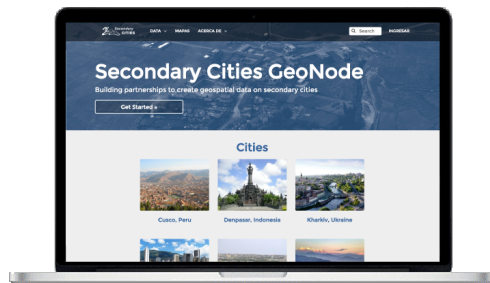 Secondary
CITIES
DATA
MAPAS
ACERCA DE
Search
INGRESAR
Secondary Cities GeoNode
Building partnerships to create geospatial data on secondary cities
Get Started »
Cities
Cusco, Peru
Denpasar, Indonesia
Kharkiv, Ukraine